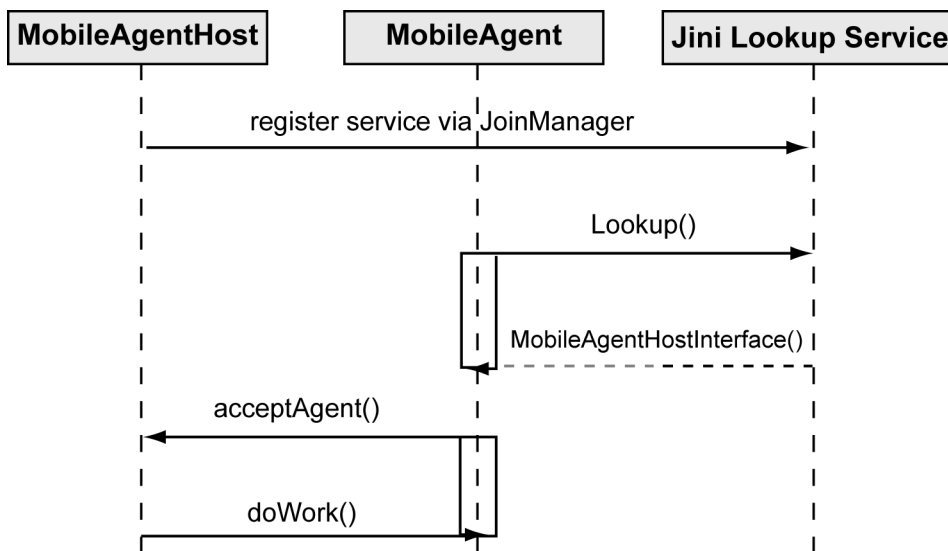 MobileAgentHost
MobileAgent
Jini Lookup Service
register service via JoinManager
Lookup()
MobileAgentHostInterface()
acceptAgent()
doWork()